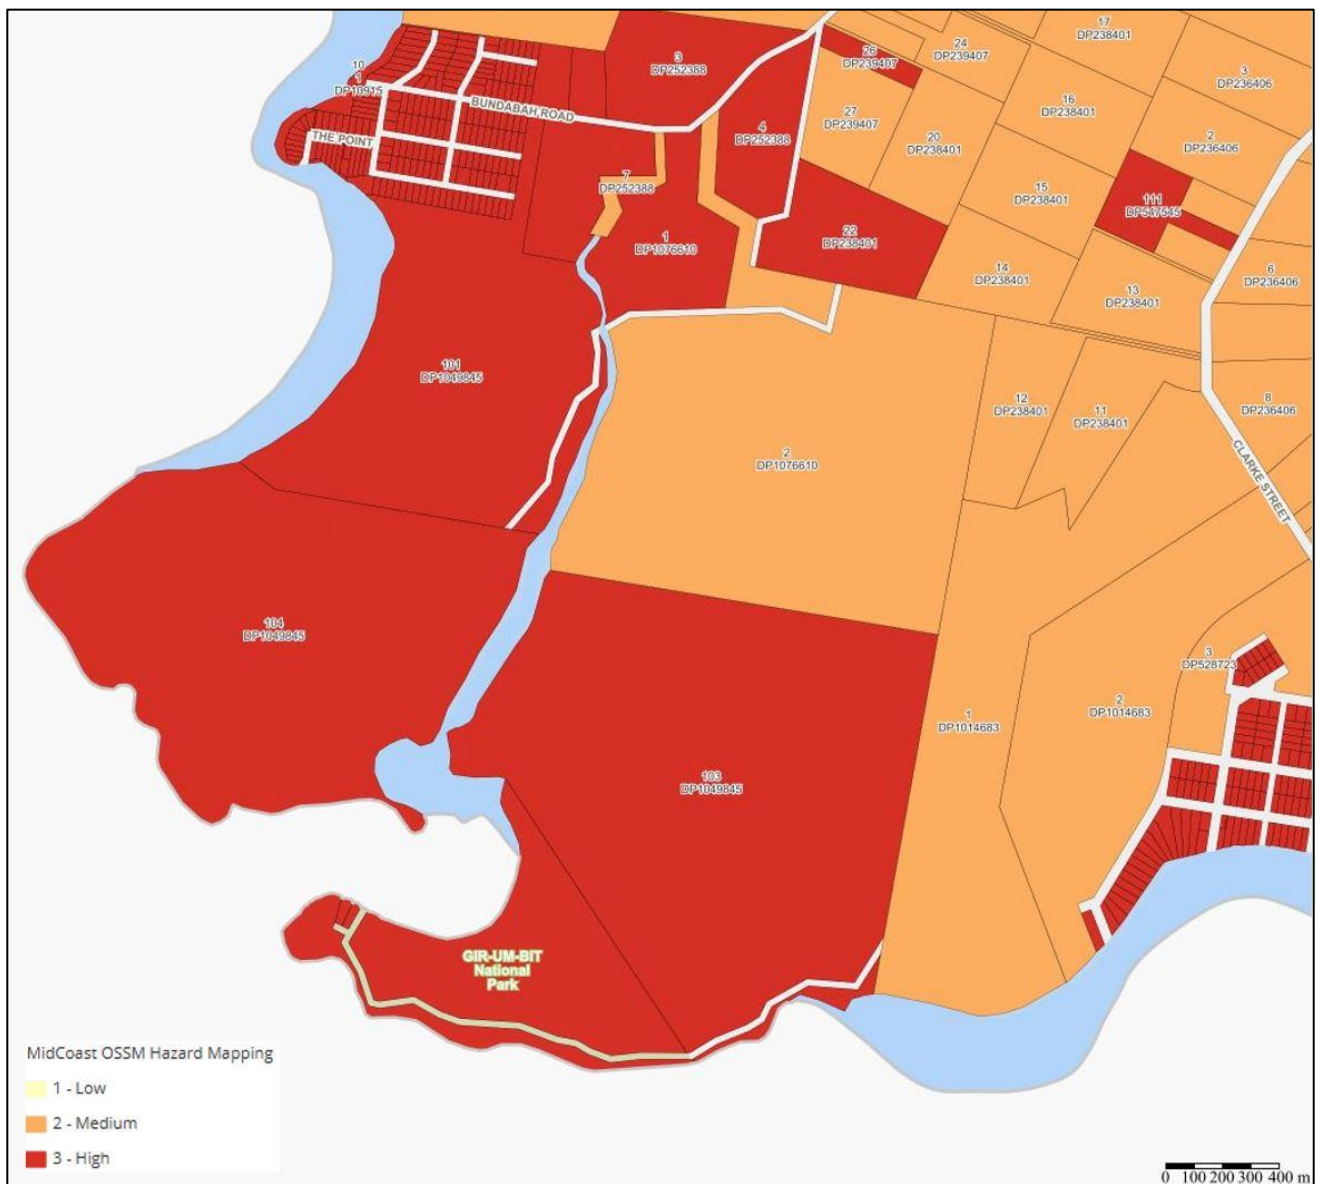 17
DP238401
24
DP239407
26
DP239407
3
DP252388
3
DP236406
10
1
DP10915
BUNDABAH ROAD
THE POINT
16
DP238401
27
DP239407
4
DP252388
20
DP238401
2
DP236406
7
DP252388
15
DP238401
111
DP547545
1
DP1076610
22
DP238401
14
DP238401
13
DP238401
6
DP236406
101
DP1049845
12
DP238401
11
DP238401
8
DP236406
2
DP1076610
CLARKE STREET
104
DP1049845
3
DP528723
1
DP1014683
2
DP1014683
103
DP1049845
GIR-UM-BIT
National
Park
MidCoast OSSM Hazard Mapping
1 - Low
2 - Medium
3 - High
0 100 200 300 400 m